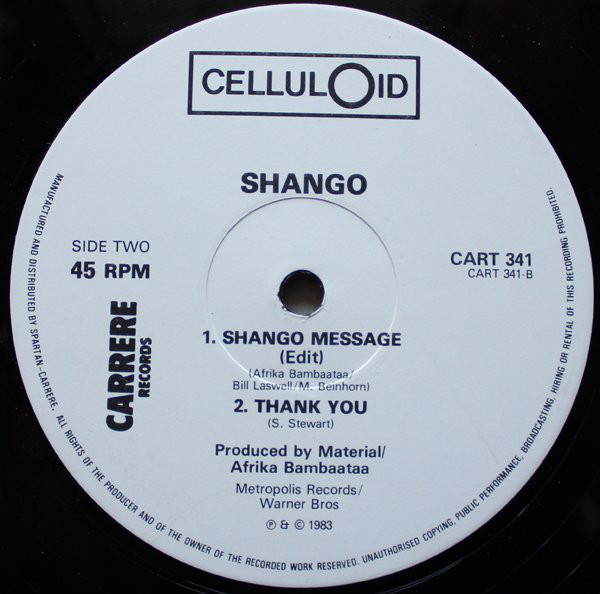 CELLULOID
SHANGO
SIDE TWO
45 RPM
CARRERE
RECORDS
CART 341
CART 341-B
1. SHANGO MESSAGE
(Edit)
(Afrika Bambaataa/
Bill Laswell/M. Beinhorn)
2. THANK YOU
(S. Stewart)
Produced by Material/
Afrika Bambaataa
Metropolis Records/
Warner Bros
℗ & © 1983
MANUFACTURED AND DISTRIBUTED BY SPARTAN-CARRERE. ALL RIGHTS OF THE PRODUCER AND OF THE OWNER OF THE RECORDED WORK RESERVED. UNAUTHORISED COPYING, PUBLIC PERFORMANCE, BROADCASTING, HIRING OR RENTAL OF THIS RECORDING PROHIBITED.